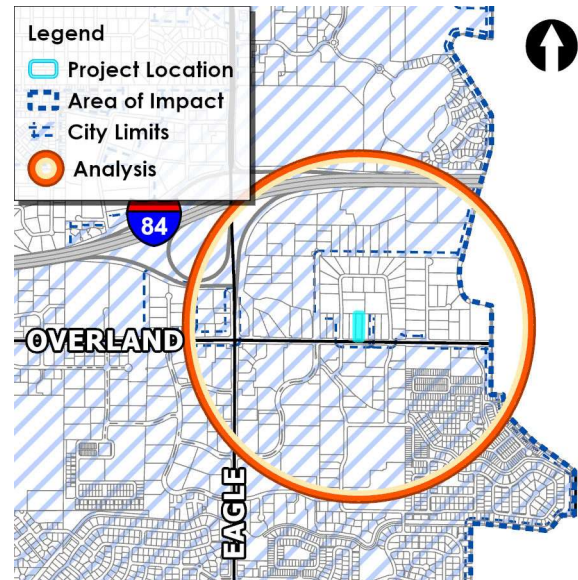 Legend
Project Location
Area of Impact
City Limits
Analysis
84
OVERLAND
EAGLE